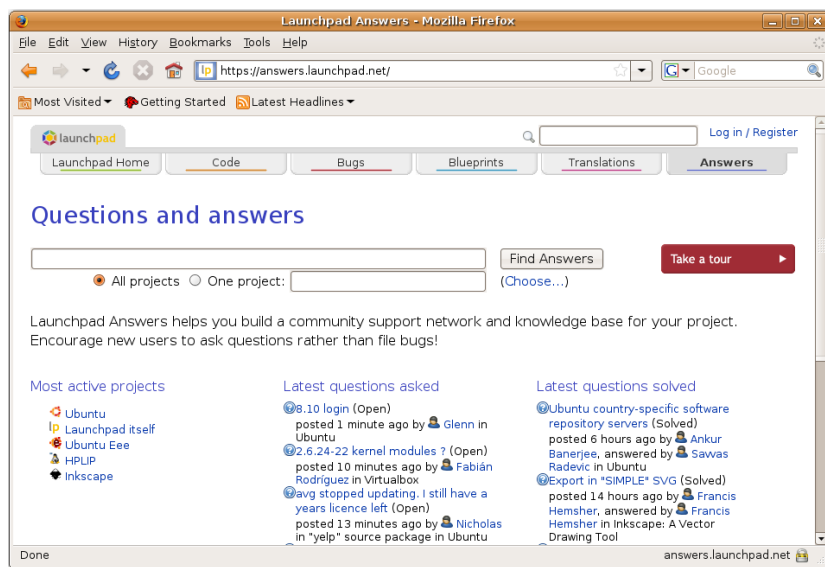 Launchpad Answers - Mozilla Firefox
File Edit View History Bookmarks Tools Help
lp https://answers.launchpad.net/ G Google
Most Visited Getting Started Latest Headlines
launchpad Log in / Register
Launchpad Home Code Bugs Blueprints Translations Answers
Questions and answers
Find Answers Take a tour
All projects One project: (Choose...)
Launchpad Answers helps you build a community support network and knowledge base for your project.
Encourage new users to ask questions rather than file bugs!
Most active projects
Ubuntu
lp Launchpad itself
Ubuntu Eee
HPLIP
Inkscape
Latest questions asked
8.10 login (Open)
posted 1 minute ago by Glenn in
Ubuntu
2.6.24-22 kernel modules ? (Open)
posted 10 minutes ago by Fabián
Rodríguez in Virtualbox
avg stopped updating. I still have a
years licence left (Open)
posted 13 minutes ago by Nicholas
in "yelp" source package in Ubuntu
Latest questions solved
Ubuntu country-specific software
repository servers (Solved)
posted 6 hours ago by Ankur
Banerjee, answered by Savvas
Radevic in Ubuntu
Export in "SIMPLE" SVG (Solved)
posted 14 hours ago by Francis
Hemsher, answered by Francis
Hemsher in Inkscape: A Vector
Drawing Tool
Done answers.launchpad.net